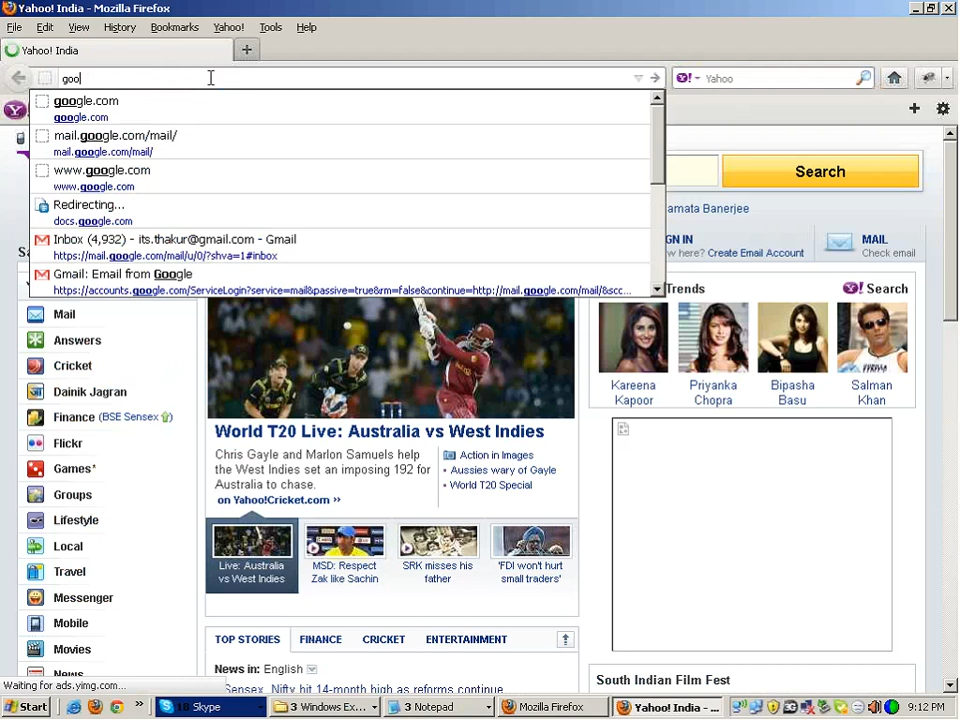 Yahoo! India - Mozilla Firefox
File Edit View History Bookmarks Yahoo! Tools Help
Yahoo! India
goo
Yahoo
google.com
google.com
mail.google.com/mail/
mail.google.com/mail/
www.google.com
www.google.com
Redirecting...
docs.google.com
Inbox (4,932) - its.thakur@gmail.com - Gmail
https://mail.google.com/mail/u/0/?shva=1#inbox
Gmail: Email from Google
https://accounts.google.com/ServiceLogin?service=mail&passive=true&rm=false&continue=http://mail.google.com/mail/&scc...
Search
amata Banerjee
GN IN
w here? Create Email Account
MAIL
Check email
Trends
Y! Search
Kareena Kapoor
Priyanka Chopra
Bipasha Basu
Salman Khan
Mail
Answers
Cricket
Dainik Jagran
Finance (BSE Sensex)
Flickr
Games*
Groups
Lifestyle
Local
Travel
Messenger
Mobile
Movies
News
World T20 Live: Australia vs West Indies
Chris Gayle and Marlon Samuels help
the West Indies set an imposing 192 for
Australia to chase.
on Yahoo!Cricket.com ››
Action in Images
• Aussies wary of Gayle
• World T20 Special
Live: Australia vs West Indies
MSD: Respect Zak like Sachin
SRK misses his father
'FDI won't hurt small traders'
TOP STORIES FINANCE CRICKET ENTERTAINMENT
News in: English
Sensex, Nifty hit 14-month high as reforms continue
South Indian Film Fest
Waiting for ads.yimg.com...
Start
10 Skype
3 Windows Ex...
3 Notepad
Mozilla Firefox
Yahoo! India - ...
9:12 PM